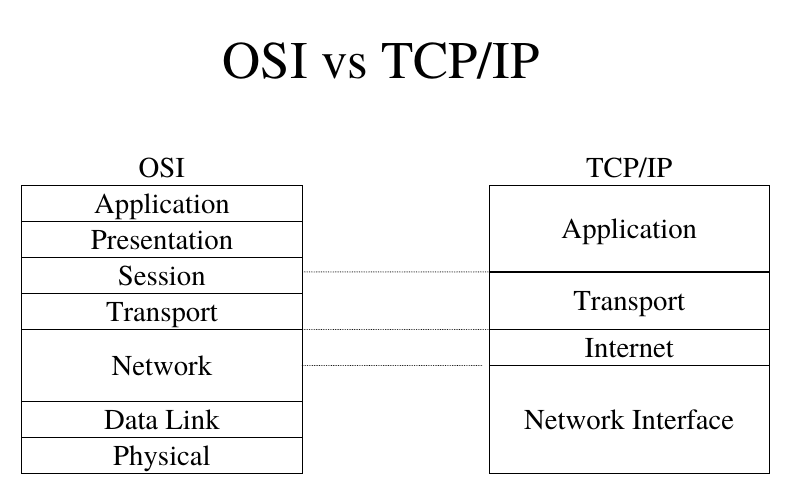 OSI vs TCP/IP
OSI
Application
Presentation
Session
Transport
Network
Data Link
Physical
TCP/IP
Application
Transport
Internet
Network Interface